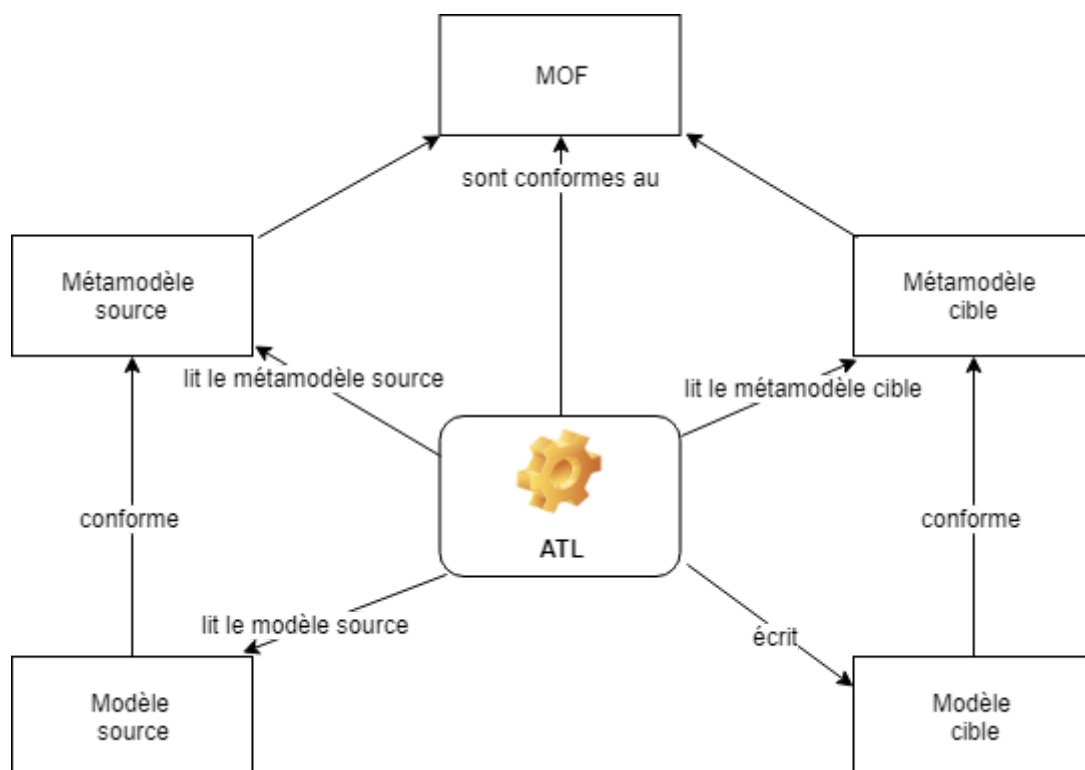 MOF
sont conformes au
Métamodèle
source
Métamodèle
cible
lit le métamodèle source
lit le métamodèle cible
conforme
ATL
conforme
lit le modèle source
écrit
Modèle
source
Modèle
cible